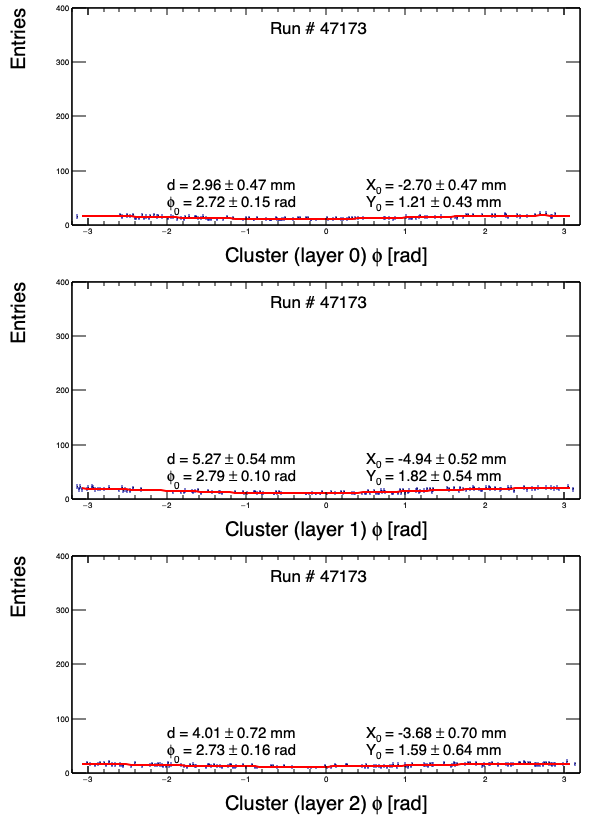 Entries
400
300
200
100
0
Run # 47173
d = 2.96 ± 0.47 mm
ϕ0 = 2.72 ± 0.15 rad
X0 = -2.70 ± 0.47 mm
Y0 = 1.21 ± 0.43 mm
−3 −2 −1 0 1 2 3
Cluster (layer 0) ϕ [rad]
Entries
400
300
200
100
0
Run # 47173
d = 5.27 ± 0.54 mm
ϕ0 = 2.79 ± 0.10 rad
X0 = -4.94 ± 0.52 mm
Y0 = 1.82 ± 0.54 mm
−3 −2 −1 0 1 2 3
Cluster (layer 1) ϕ [rad]
Entries
400
300
200
100
0
Run # 47173
d = 4.01 ± 0.72 mm
ϕ0 = 2.73 ± 0.16 rad
X0 = -3.68 ± 0.70 mm
Y0 = 1.59 ± 0.64 mm
−3 −2 −1 0 1 2 3
Cluster (layer 2) ϕ [rad]